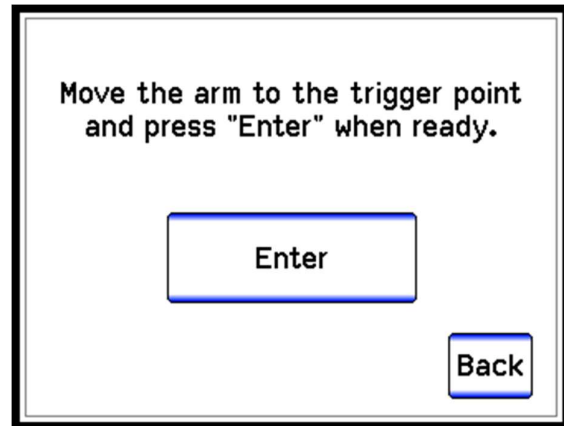 Move the arm to the trigger point
and press "Enter" when ready.
Enter
Back